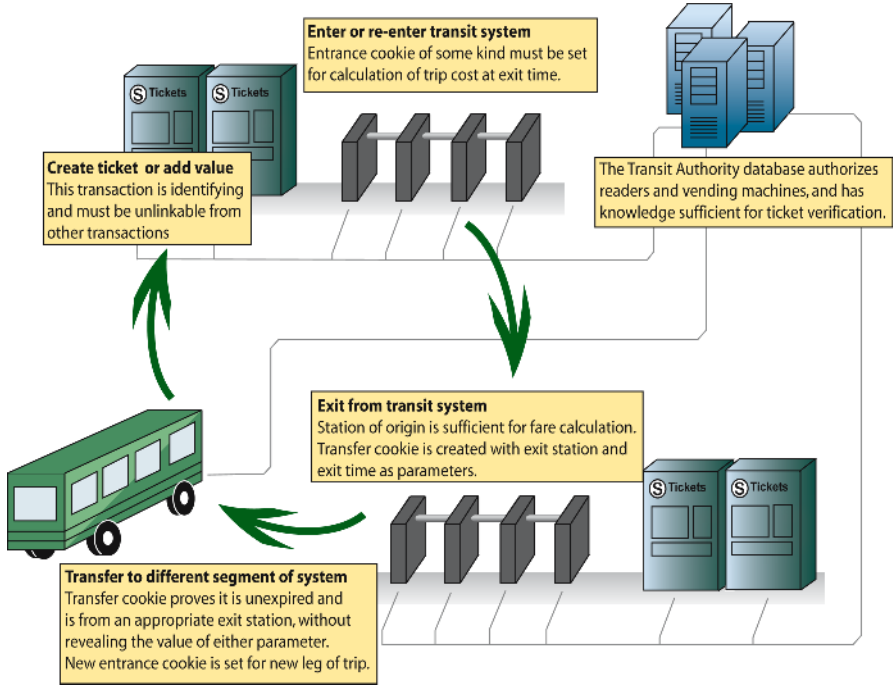 Enter or re-enter transit system
Entrance cookie of some kind must be set
for calculation of trip cost at exit time.
S Tickets
S Tickets
Create ticket or add value
This transaction is identifying
and must be unlinkable from
other transactions
The Transit Authority database authorizes
readers and vending machines, and has
knowledge sufficient for ticket verification.
Exit from transit system
Station of origin is sufficient for fare calculation.
Transfer cookie is created with exit station and
exit time as parameters.
S Tickets
S Tickets
Transfer to different segment of system
Transfer cookie proves it is unexpired and
is from an appropriate exit station, without
revealing the value of either parameter.
New entrance cookie is set for new leg of trip.